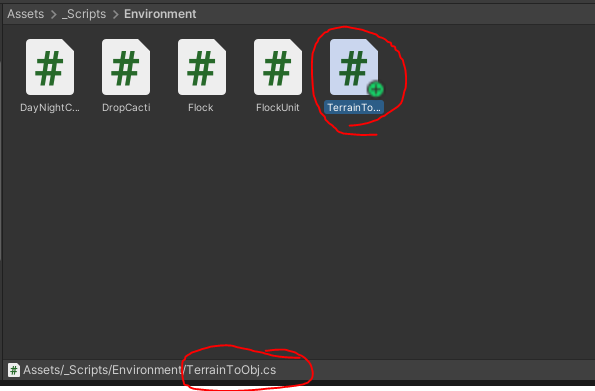 Assets > _Scripts > Environment
DayNightC...
DropCacti
Flock
FlockUnit
TerrainTo...
Assets/_Scripts/Environment/TerrainToObj.cs